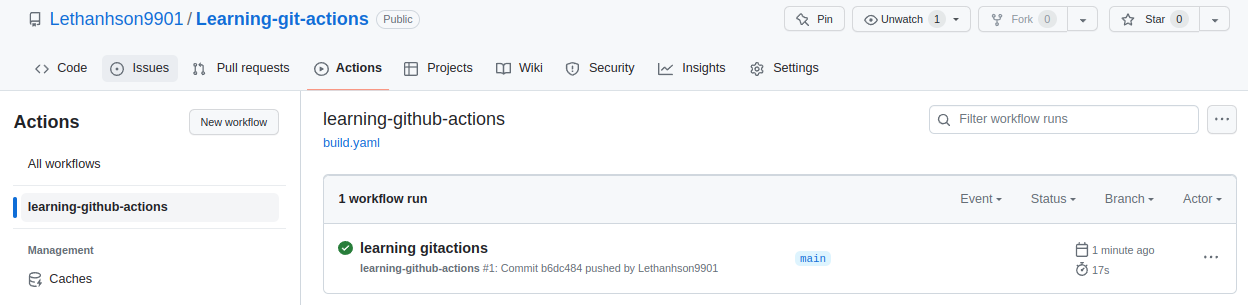 Lethanhson9901 / Learning-git-actions Public
Pin Unwatch 1 Fork 0 Star 0
Code Issues Pull requests Actions Projects Wiki Security Insights Settings
Actions New workflow
All workflows
learning-github-actions
Management
Caches
learning-github-actions
build.yaml
Filter workflow runs
1 workflow run Event Status Branch Actor
learning gitactions
learning-github-actions #1: Commit b6dc484 pushed by Lethanhson9901
main
1 minute ago
17s